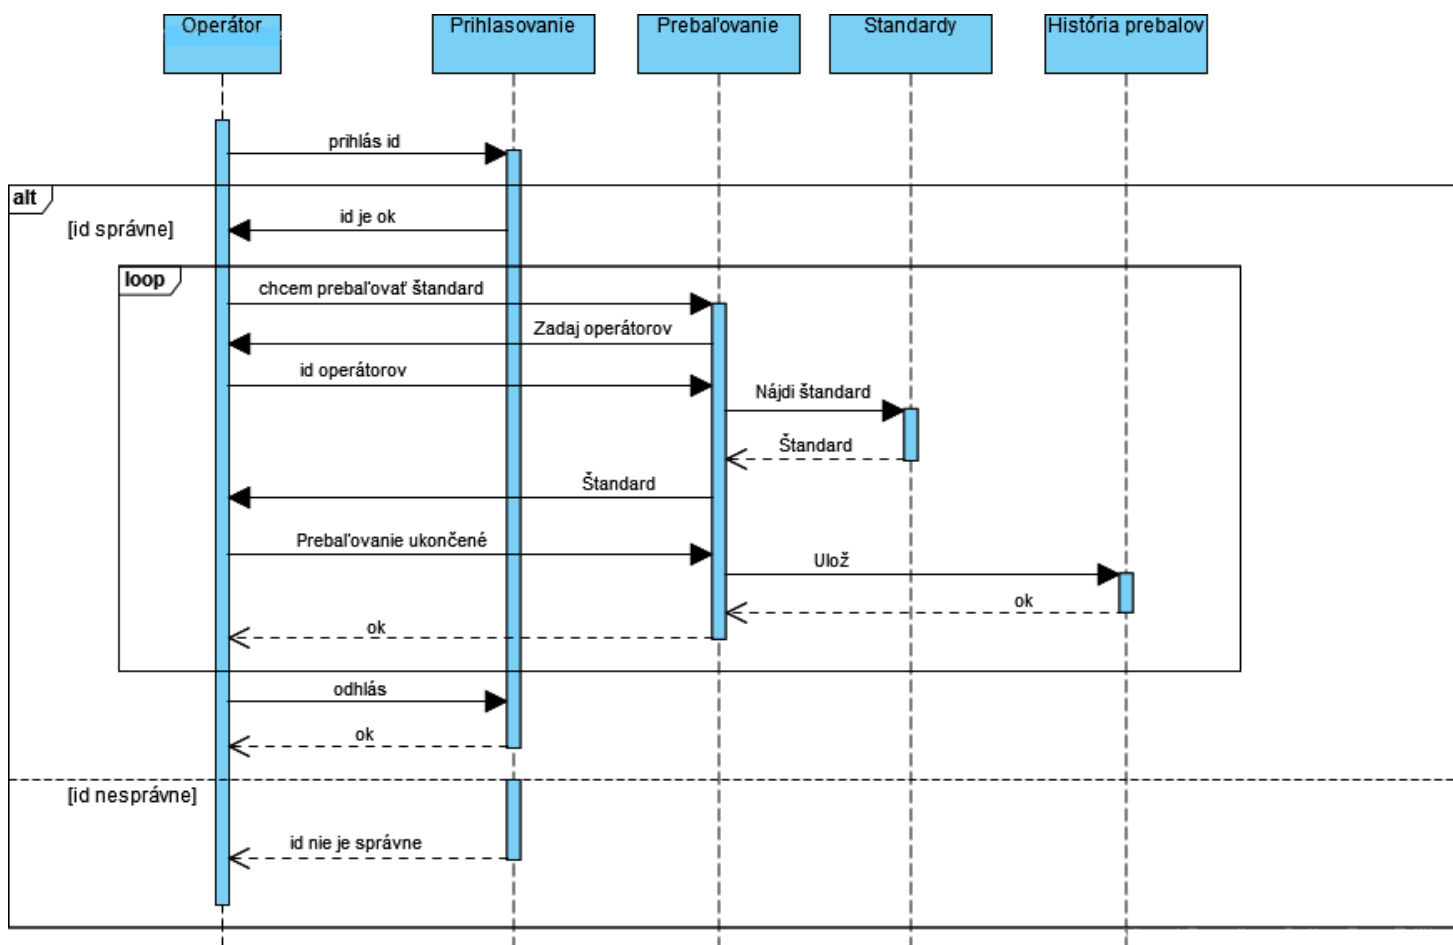 Operátor
Prihlasovanie
Prebaľovanie
Standardy
História prebalov
prihlás id
alt
[id správne]
id je ok
loop
chcem prebaľovať štandard
Zadaj operátorov
id operátorov
Nájdi štandard
Štandard
Štandard
Prebaľovanie ukončené
Ulož
ok
ok
odhlás
ok
[id nesprávne]
id nie je správne